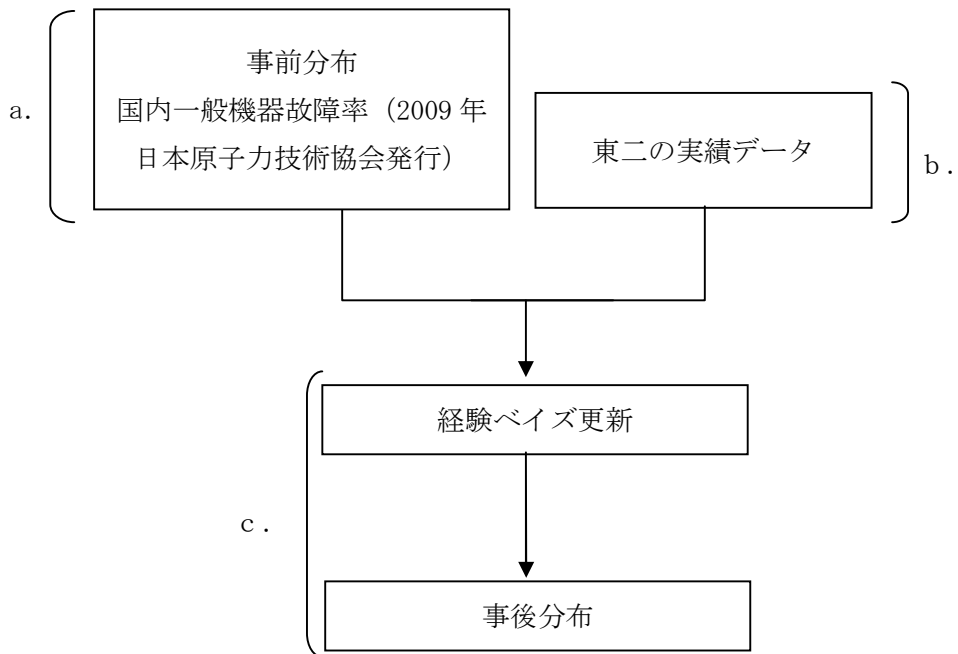 a.
事前分布
国内一般機器故障率（2009 年
日本原子力技術協会発行）
東二の実績データ
b.
経験ベイズ更新
c.
事後分布